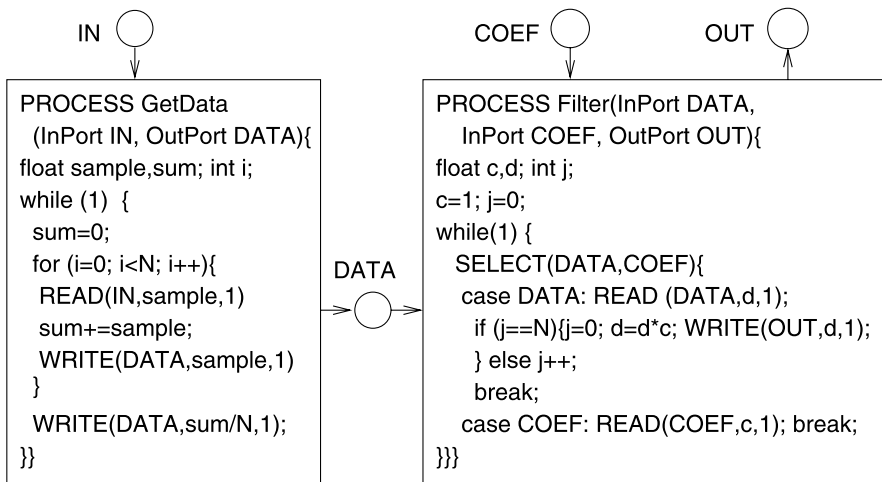 IN
COEF
OUT
PROCESS GetData
(InPort IN, OutPort DATA){
float sample,sum; int i;
while (1) {
sum=0;
for (i=0; i<N; i++){
READ(IN,sample,1)
sum+=sample;
WRITE(DATA,sample,1)
}
WRITE(DATA,sum/N,1);
}}
DATA
PROCESS Filter(InPort DATA,
InPort COEF, OutPort OUT){
float c,d; int j;
c=1; j=0;
while(1) {
SELECT(DATA,COEF){
case DATA: READ (DATA,d,1);
if (j==N){j=0; d=d*c; WRITE(OUT,d,1);
} else j++;
break;
case COEF: READ(COEF,c,1); break;
}}}